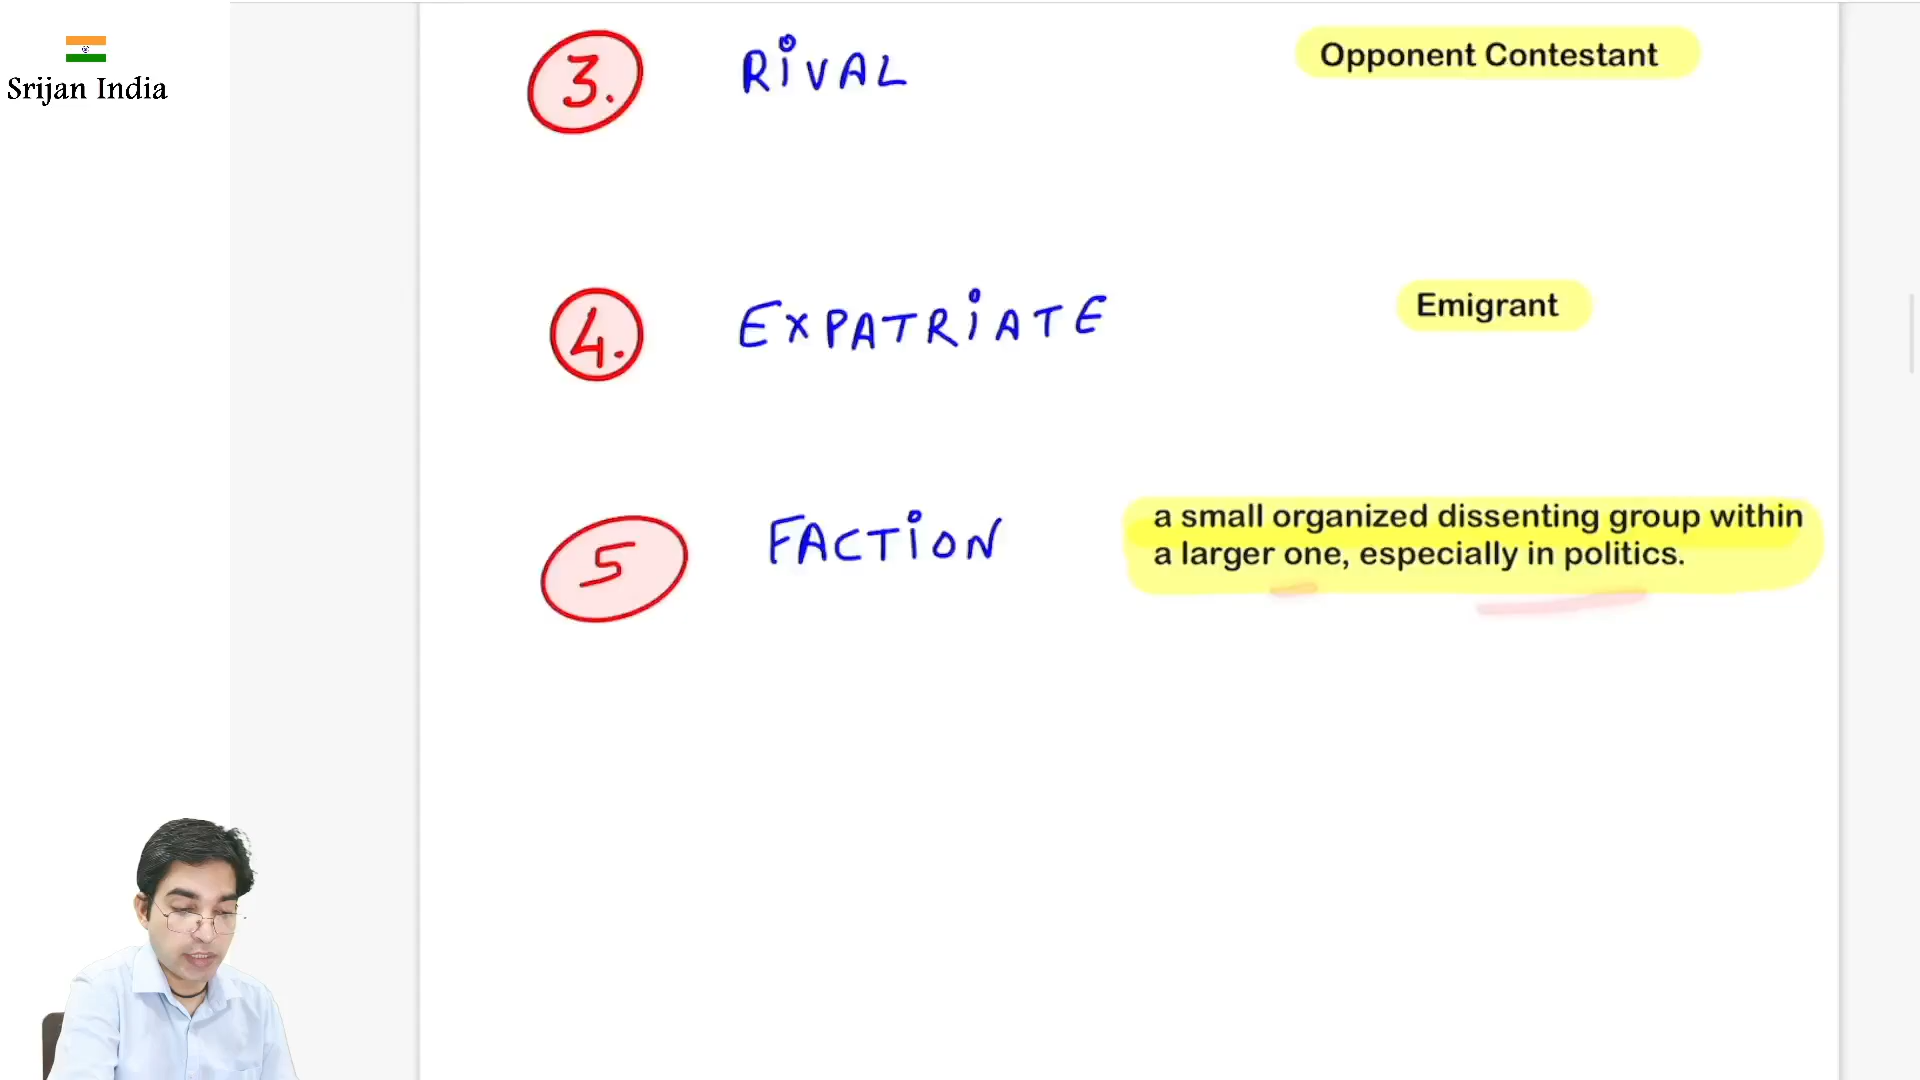 Srijan India
3. RiVAL
Opponent Contestant
4. EXPATRiATE
Emigrant
5 FACTiON
a small organized dissenting group within
a larger one, especially in politics.